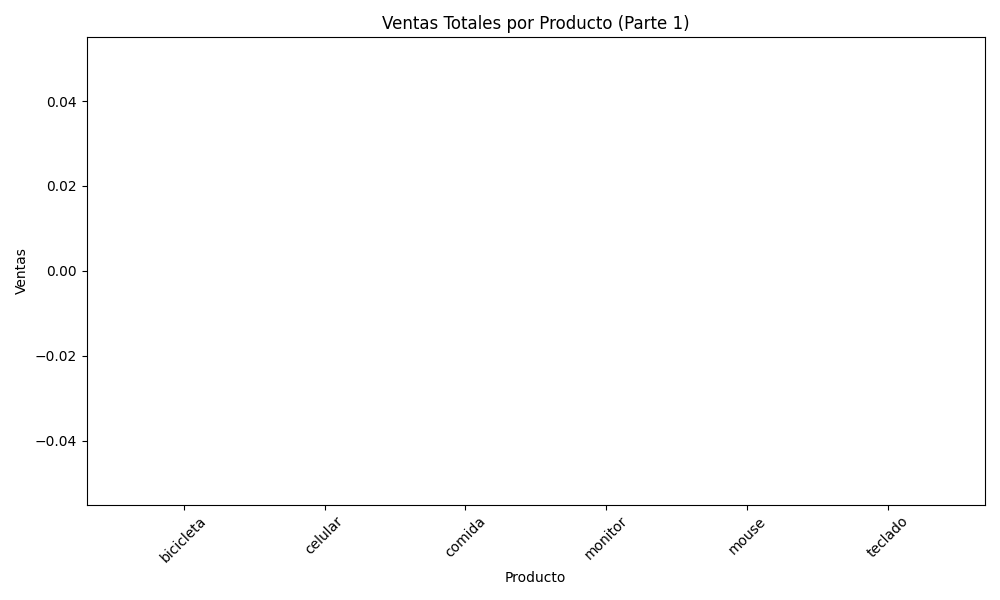 Ventas Totales por Producto (Parte 1)
Ventas
0.04
0.02
0.00
−0.02
−0.04
bicicleta
celular
comida
monitor
mouse
teclado
Producto